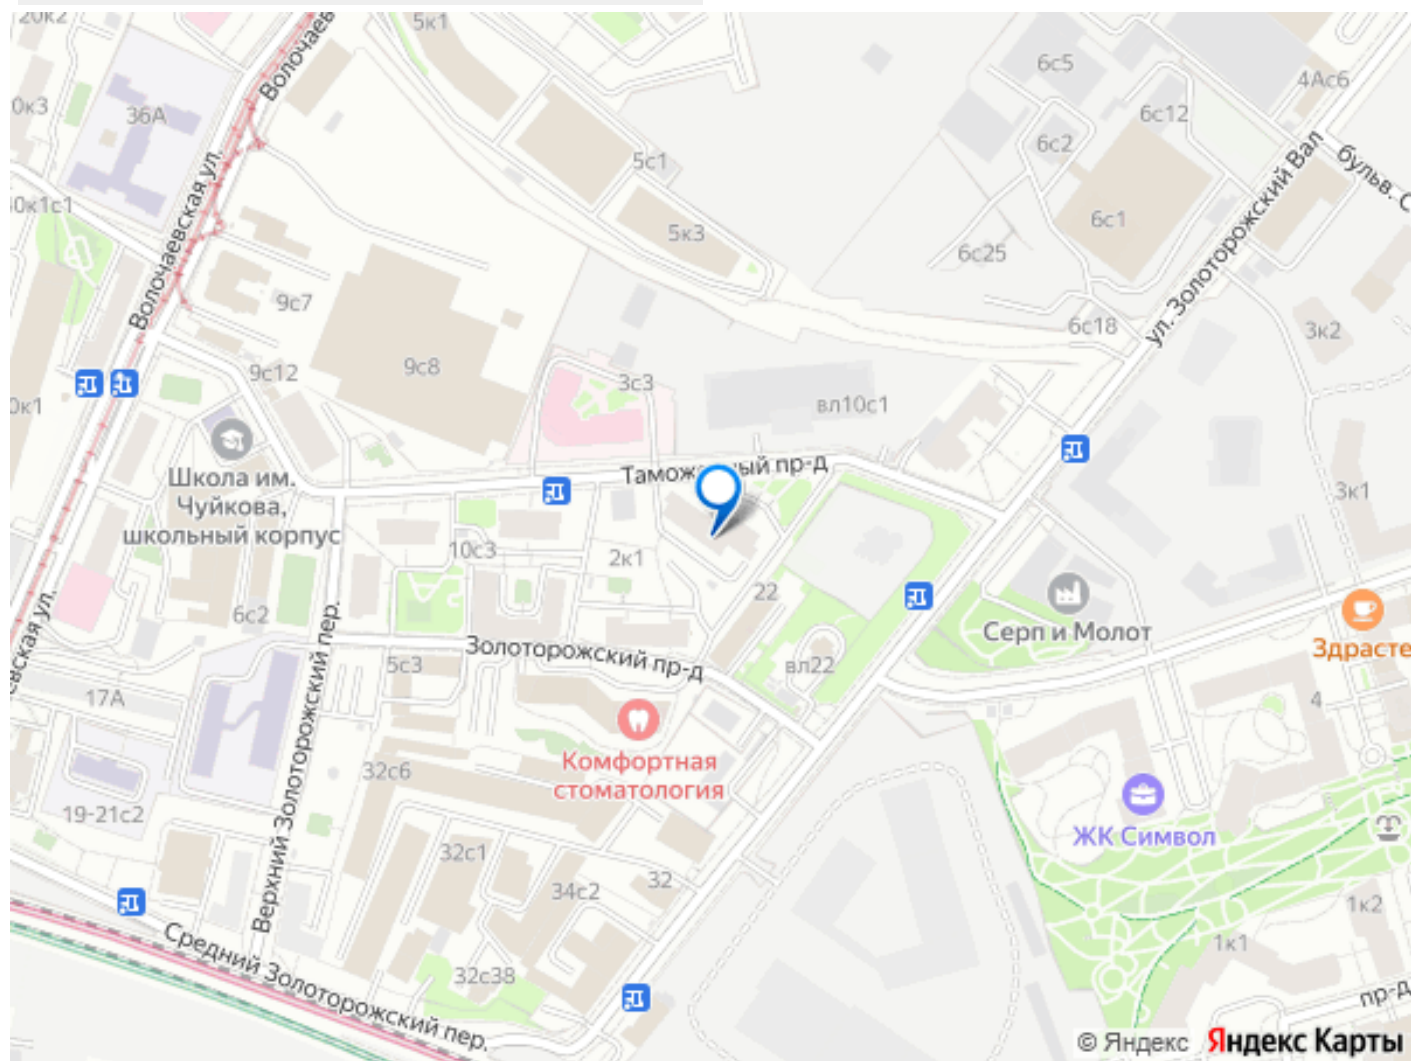 20к2
5к1
Волочаев
6с5
4Ас6
0к3
36А
6с12
6с2
5с1
бульв. С
0к1с1
Волочаевская ул.
5к3
6с1
ул. Золоторожский Вал
6с25
9с7
6с18
3к2
9с12
9с8
3с3
0к1
вл10с1
Школа им.
Чуйкова,
школьный корпус
Тамож
ый пр-д
3к1
10с3
2к1
22
6с2
Серп и Молот
Здрасте
Золоторожский пр-д
вл22
5с3
евская ул.
17А
4
Верхний Золоторожский пер.
Комфортная
стоматология
32с6
19-21с2
ЖК Символ
32с1
32
34с2
1к2
1к1
Средний Золоторожский пер.
32с38
пр-д
© Яндекс Яндекс Карты